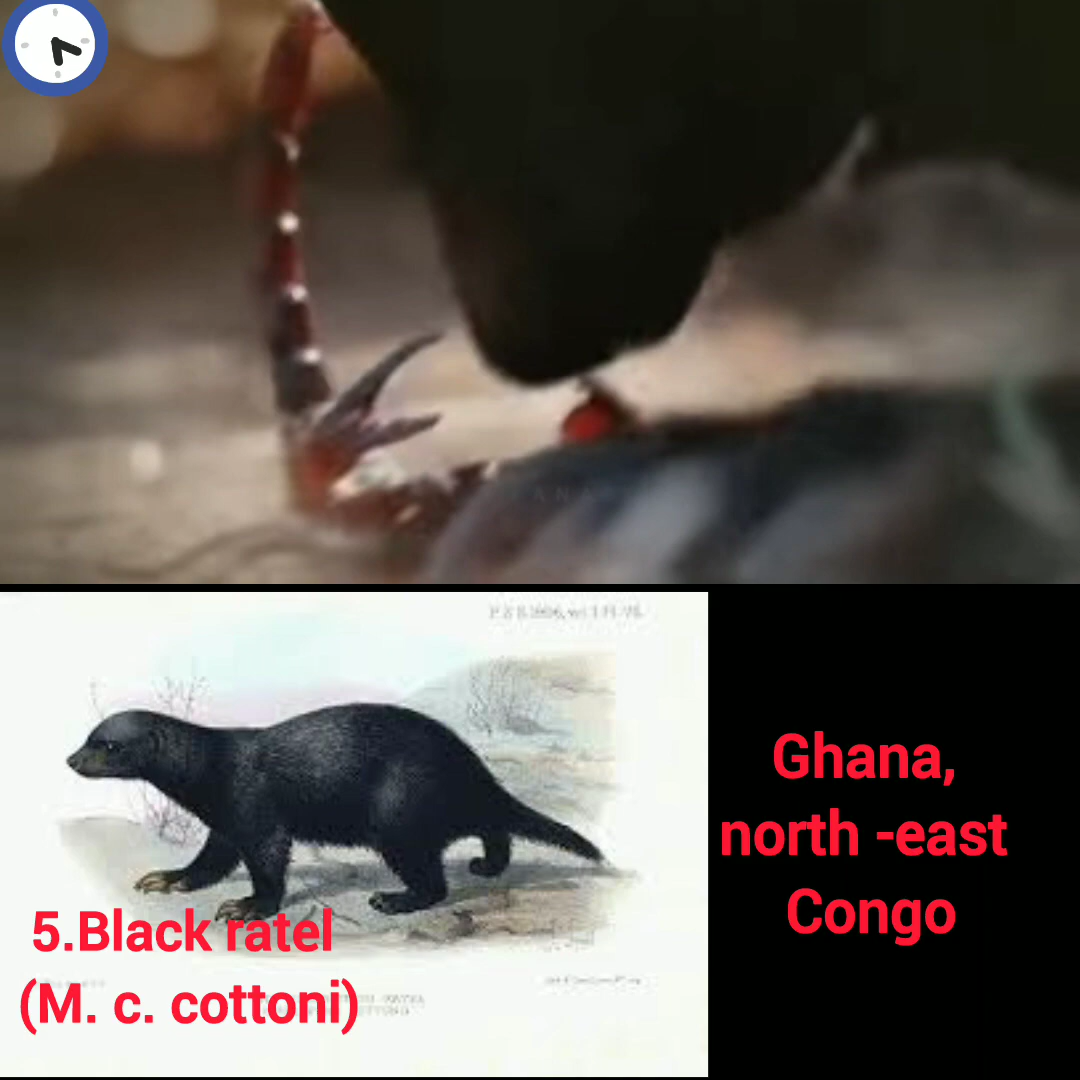 5.Black ratel
(M. c. cottoni)
Ghana,
north -east
Congo